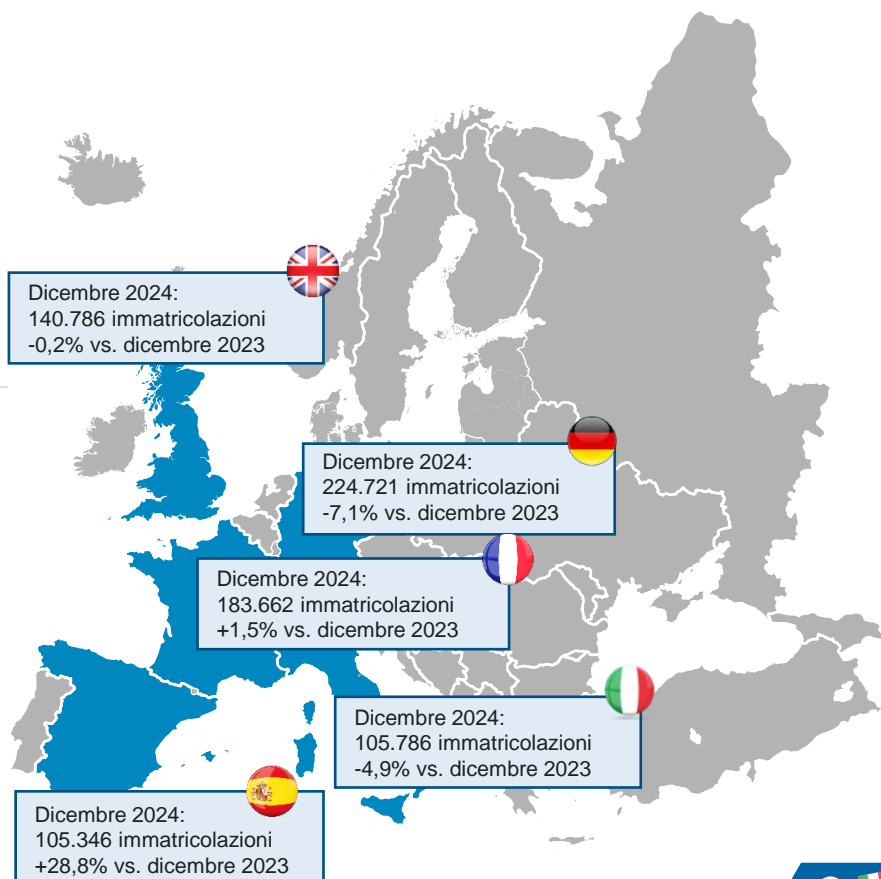 Dicembre 2024:
140.786 immatricolazioni
-0,2% vs. dicembre 2023
Dicembre 2024:
224.721 immatricolazioni
-7,1% vs. dicembre 2023
Dicembre 2024:
183.662 immatricolazioni
+1,5% vs. dicembre 2023
Dicembre 2024:
105.786 immatricolazioni
-4,9% vs. dicembre 2023
Dicembre 2024:
105.346 immatricolazioni
+28,8% vs. dicembre 2023